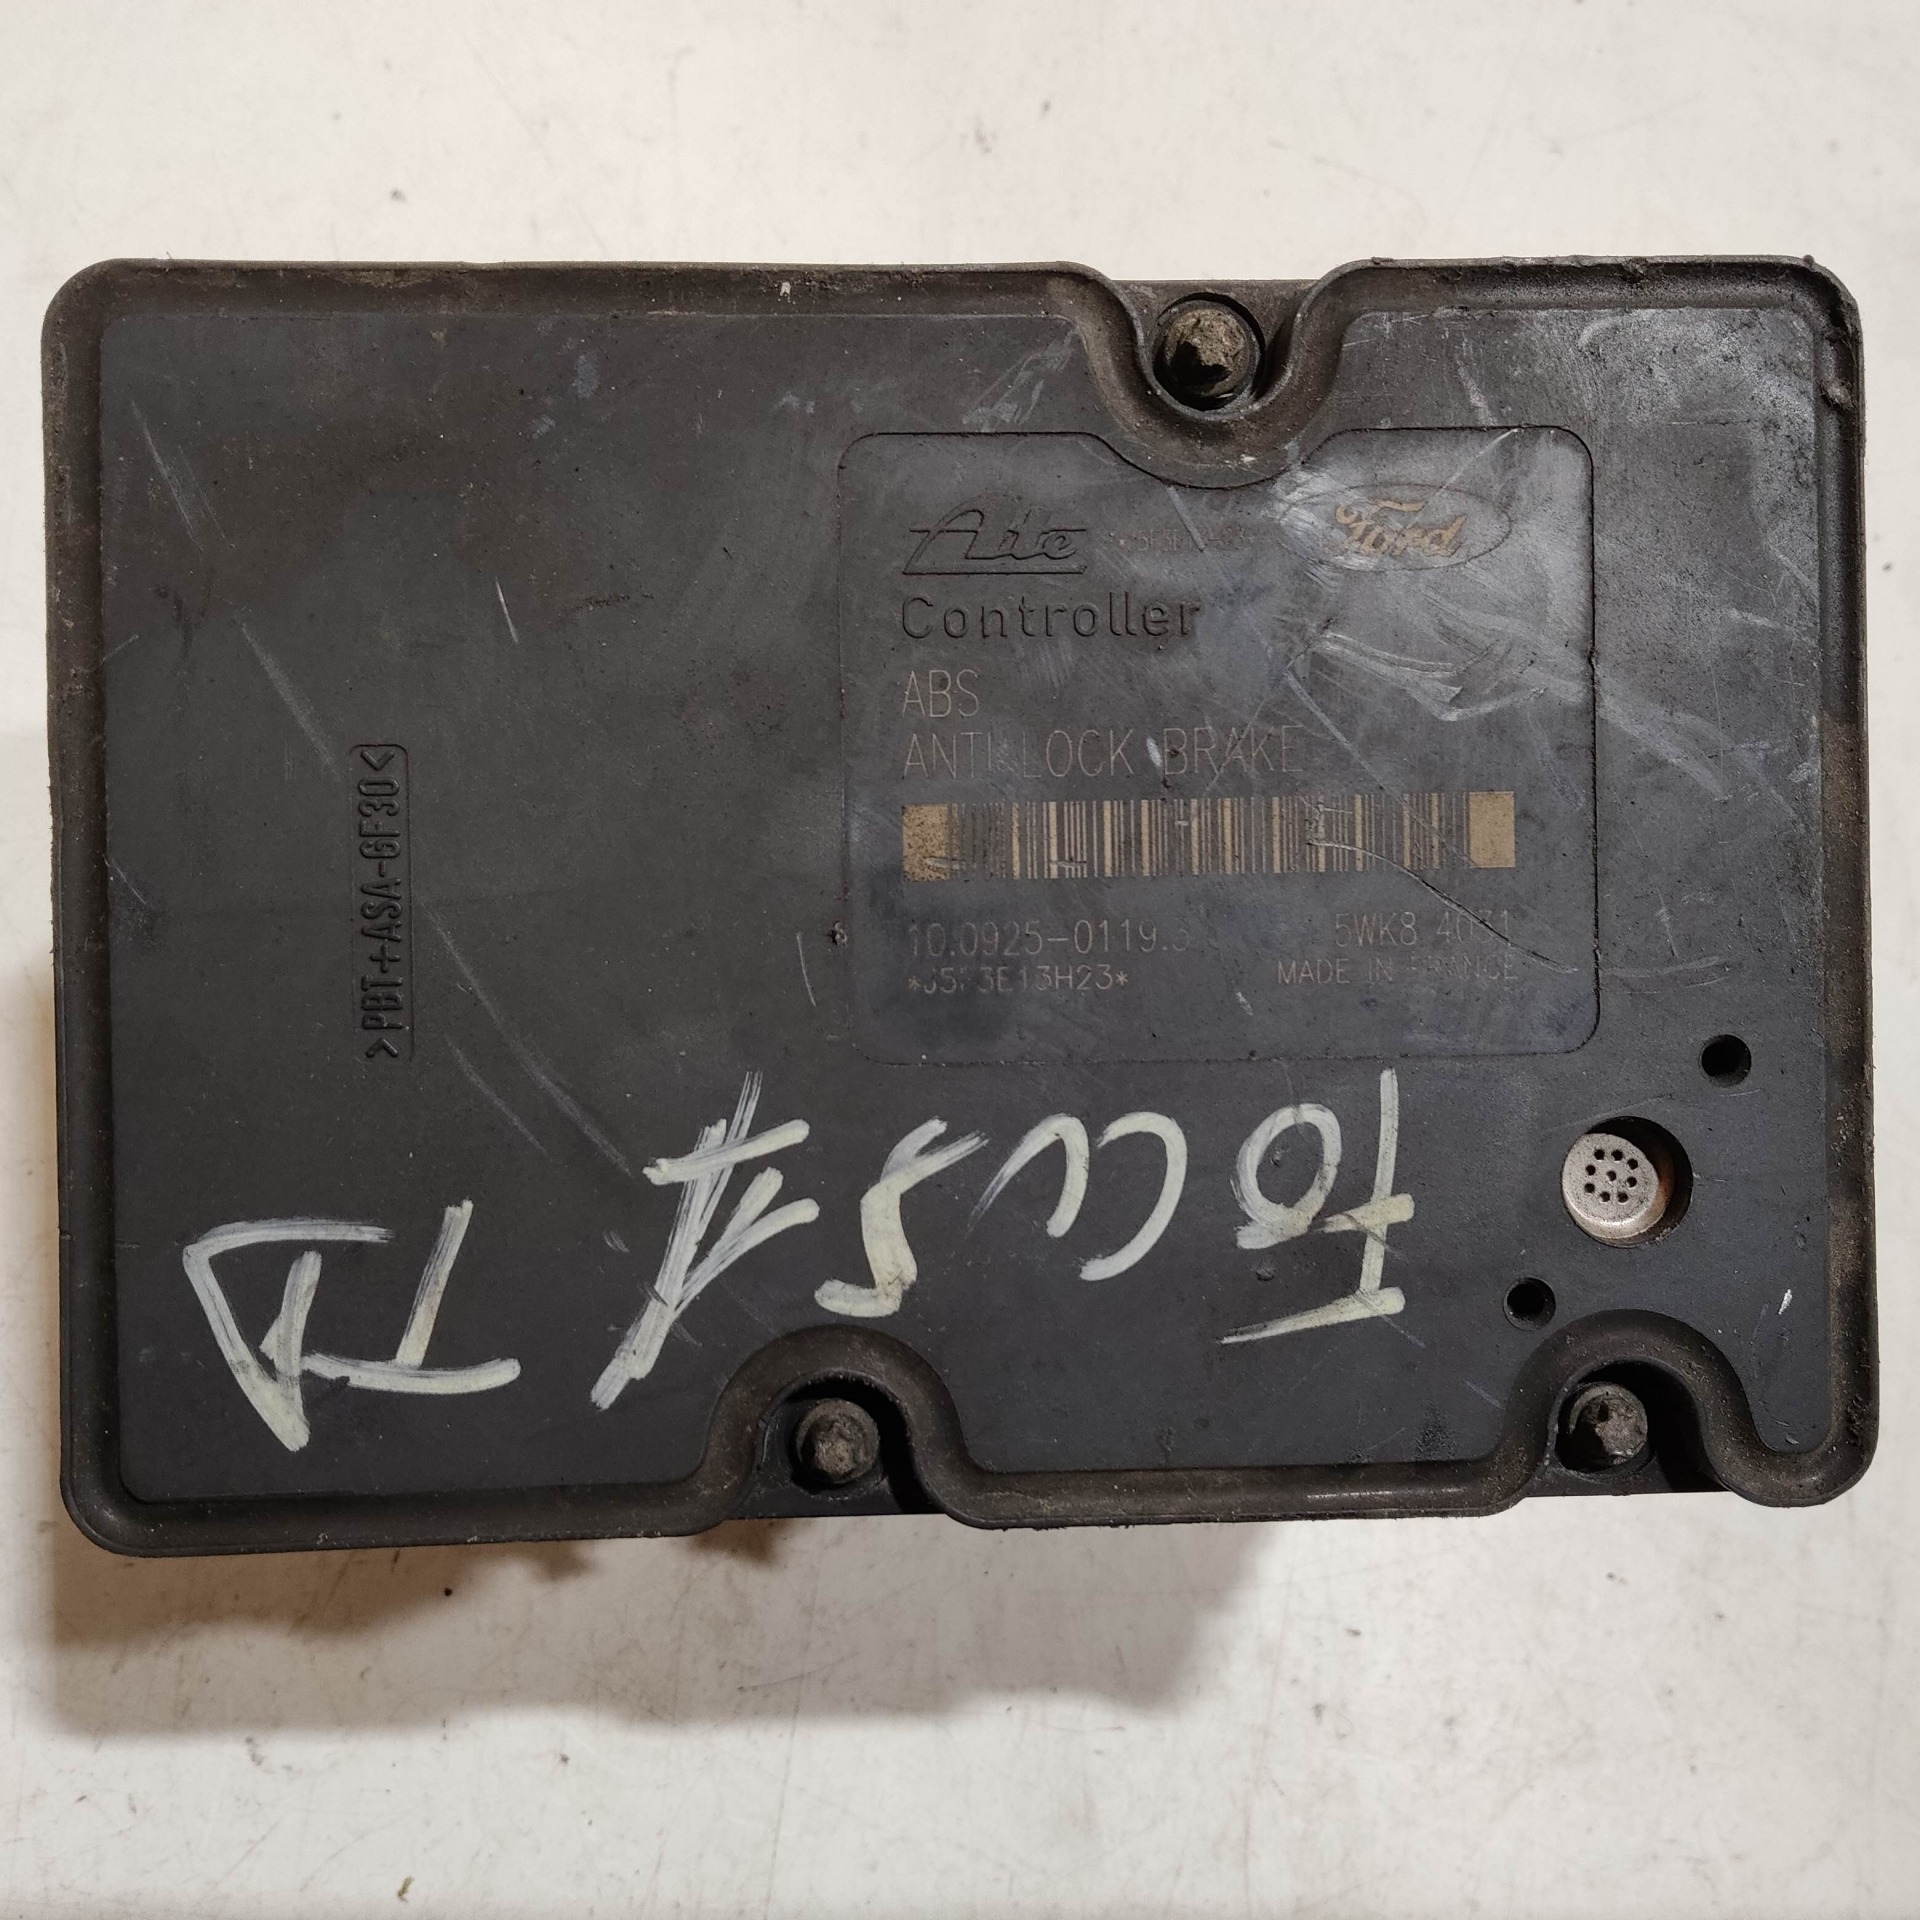 Ate
Ford
Controller
ABS
ANTI LOCK BRAKE
10.0925-0119.3 5WK8 4031
MADE IN FRANCE
>PBT+ASA-GF30<
FOCUS
TD